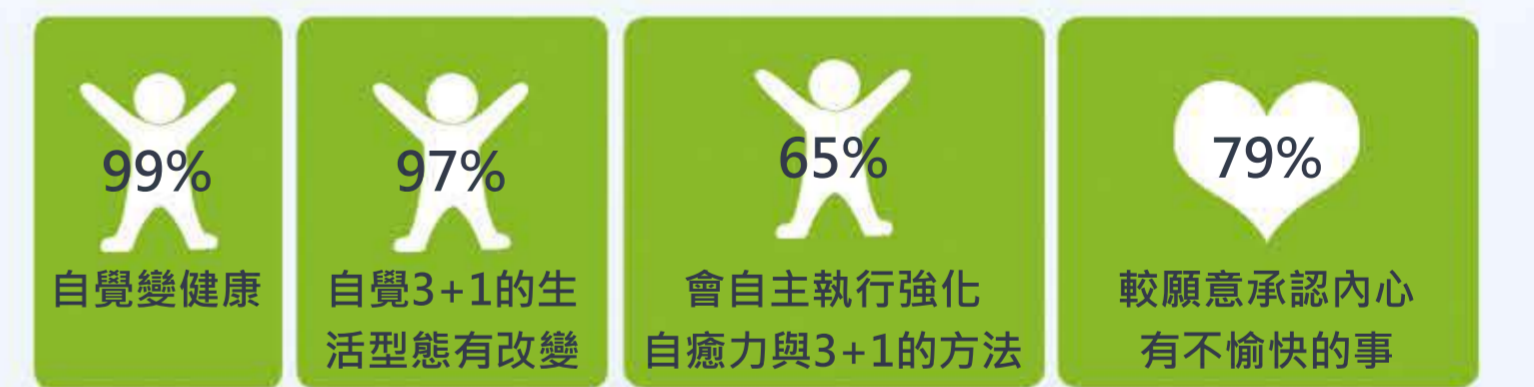 99%
自覺變健康
97%
自覺3+1的生
活型態有改變
65%
會自主執行強化
自癒力與3+1的方法
79%
較願意承認內心
有不愉快的事